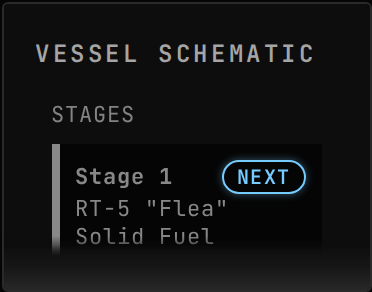 VESSEL SCHEMATIC
STAGES
Stage 1 NEXT
RT-5 "Flea"
Solid Fuel